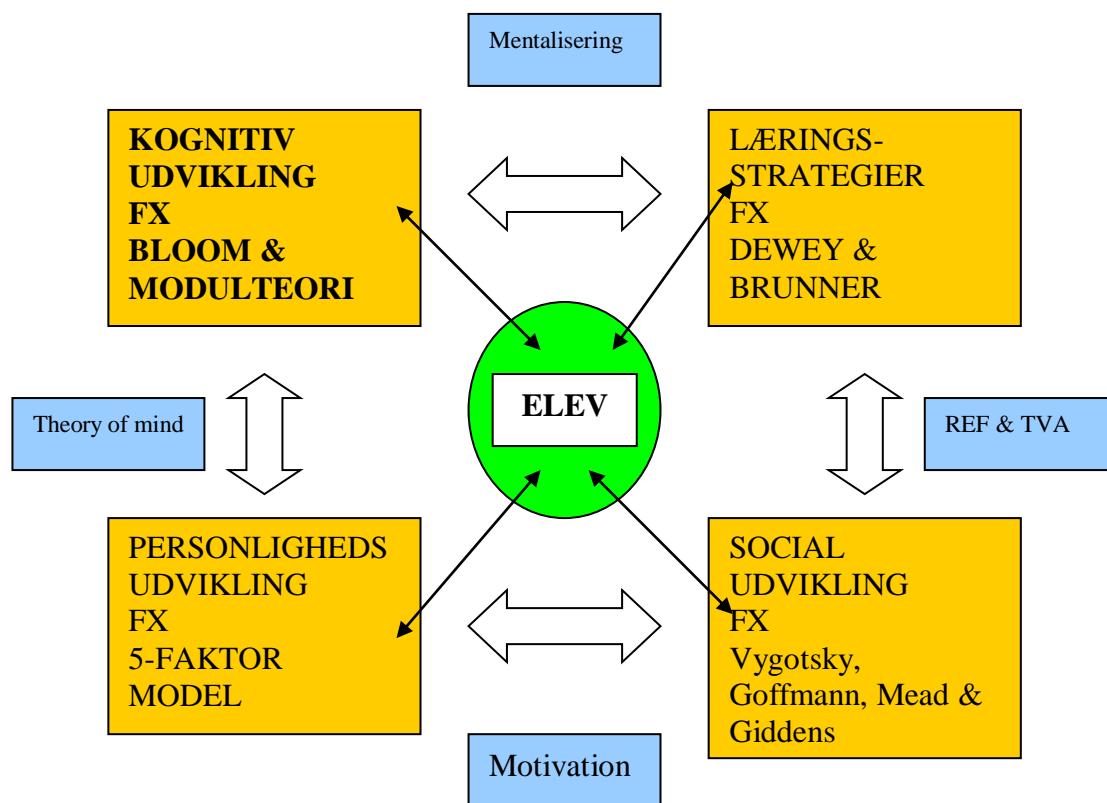 Mentalisering
KOGNITIV
UDVIKLING
FX
BLOOM &
MODULTEORI
LÆRINGS-
STRATEGIER
FX
DEWEY &
BRUNNER
ELEV
Theory of mind
REF & TVA
PERSONLIGHEDS
UDVIKLING
FX
5-FAKTOR
MODEL
SOCIAL
UDVIKLING
FX
Vygotsky,
Goffmann, Mead &
Giddens
Motivation